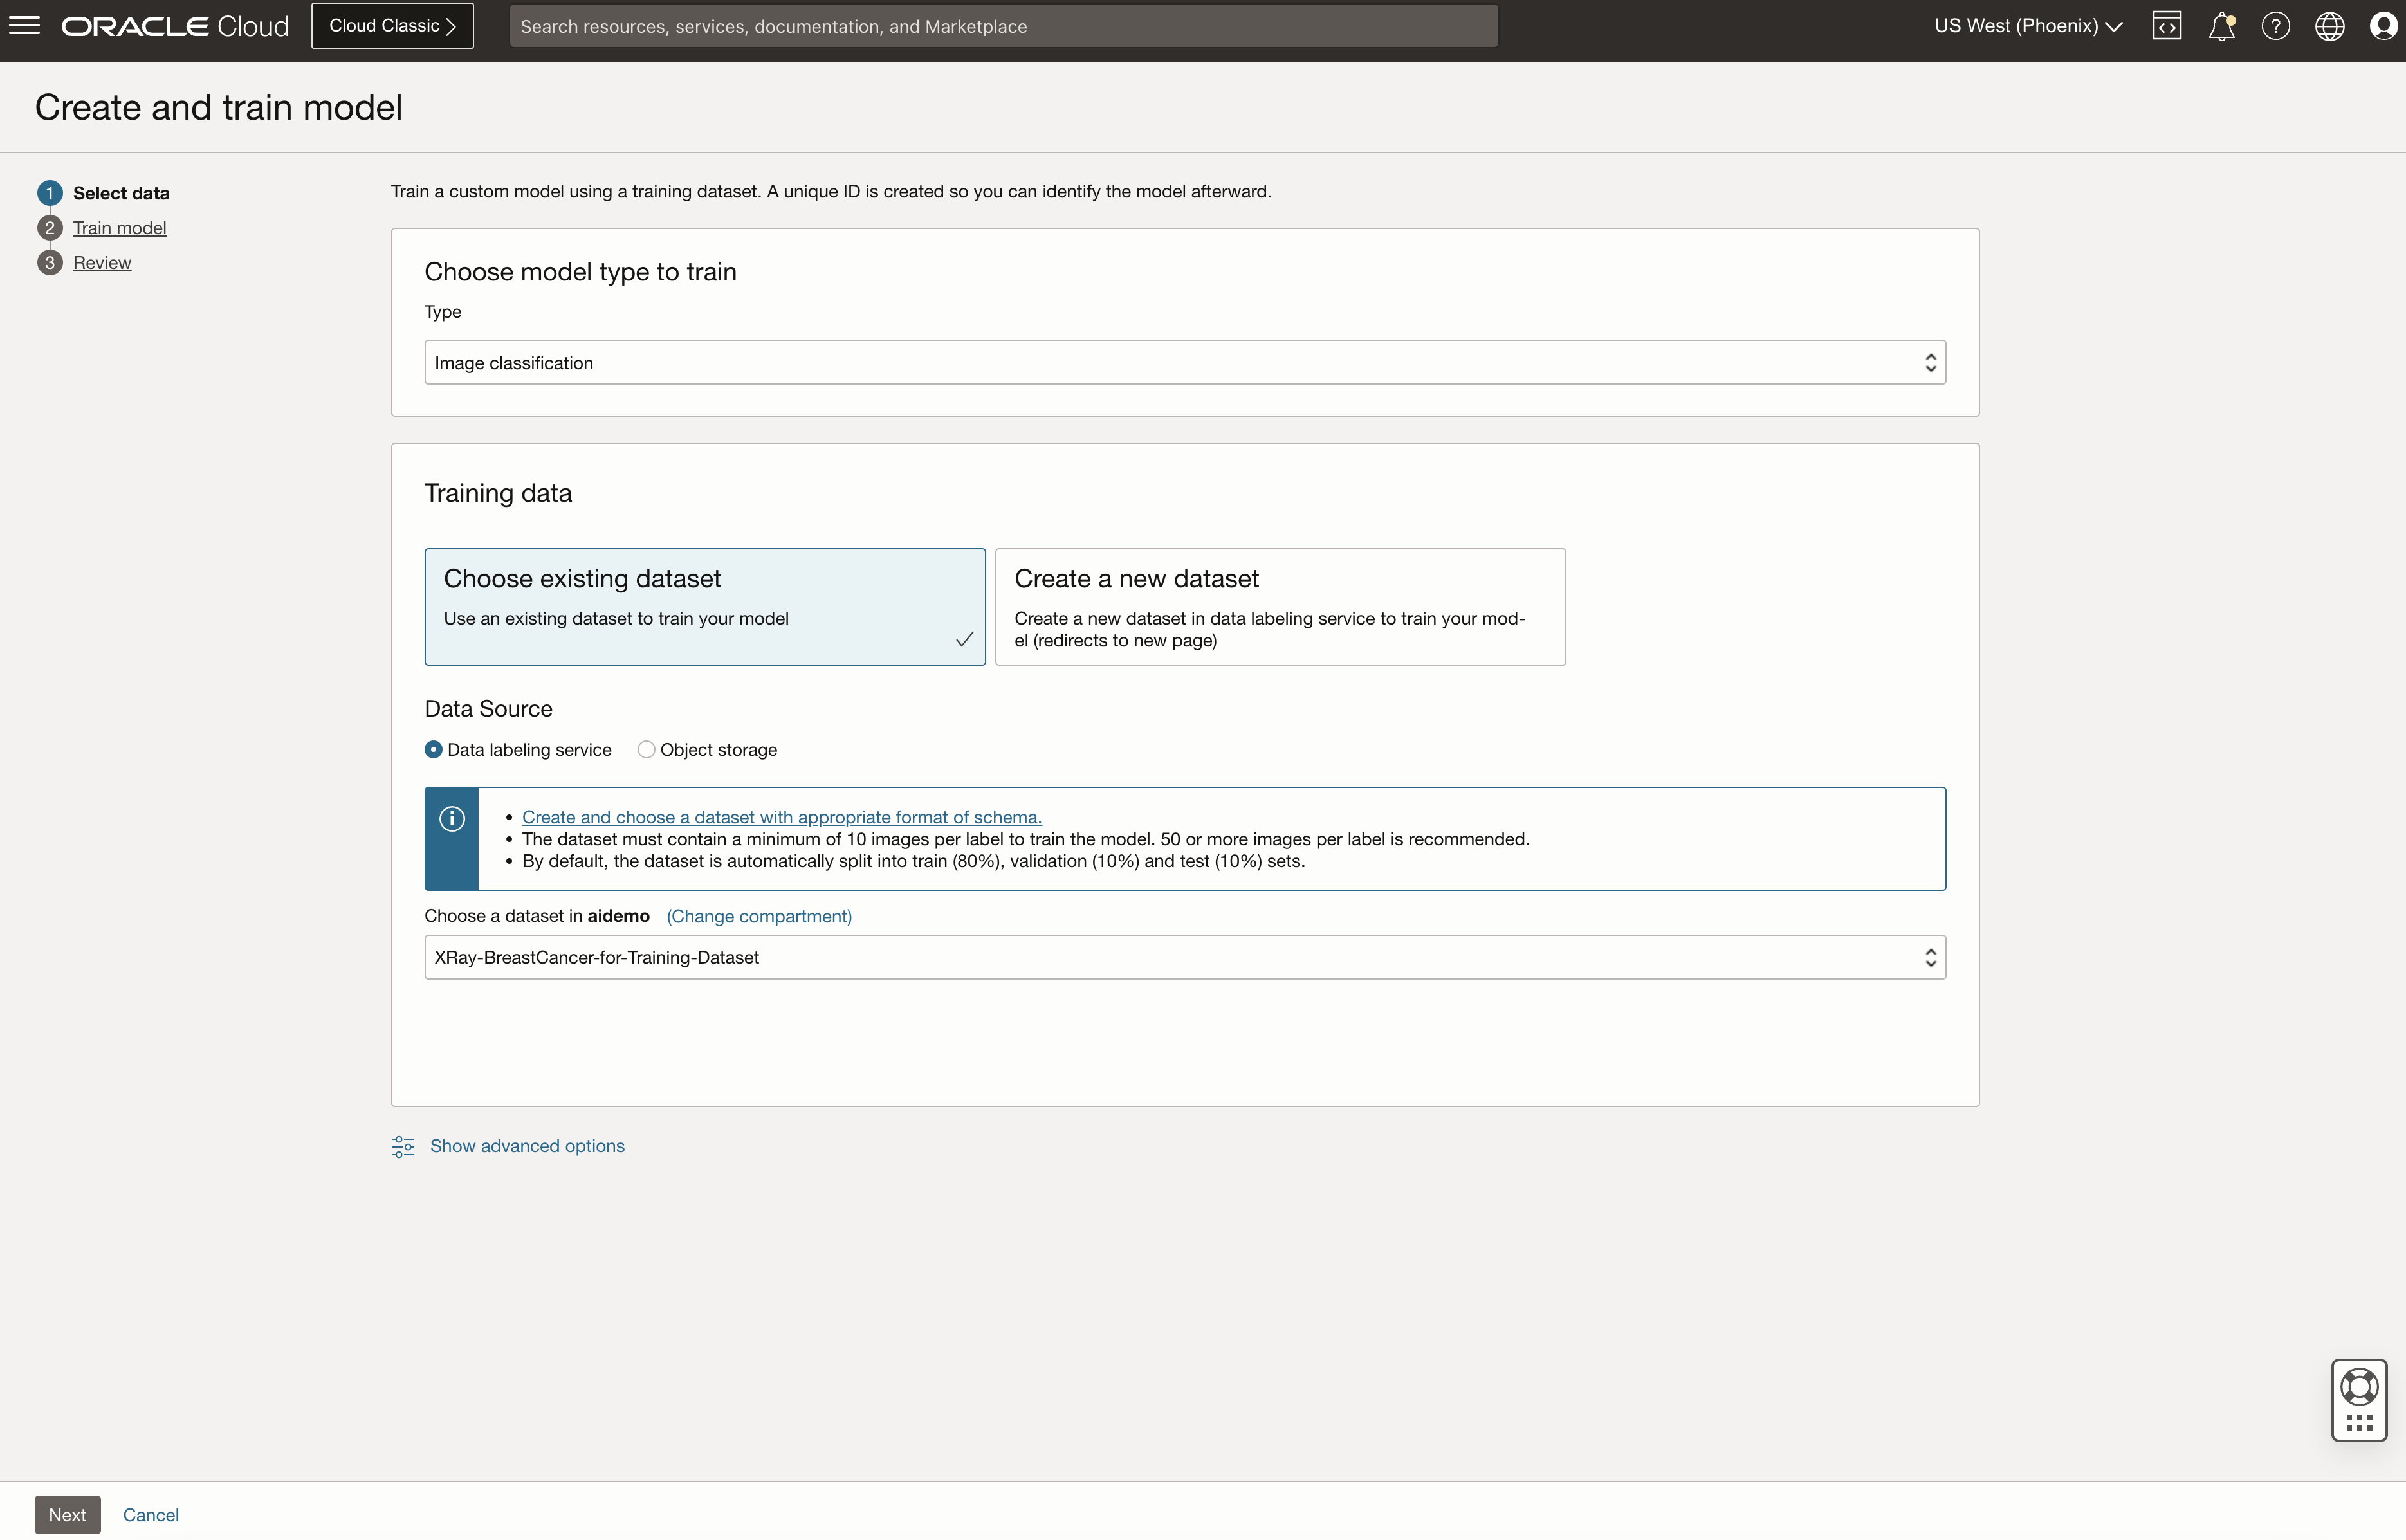 ORACLE Cloud
Cloud Classic
Search resources, services, documentation, and Marketplace
US West (Phoenix)
Create and train model
1 Select data
2 Train model
3 Review
Train a custom model using a training dataset. A unique ID is created so you can identify the model afterward.
Choose model type to train
Type
Image classification
Training data
Choose existing dataset
Use an existing dataset to train your model
Create a new dataset
Create a new dataset in data labeling service to train your mod-
el (redirects to new page)
Data Source
Data labeling service
Object storage
• Create and choose a dataset with appropriate format of schema.
• The dataset must contain a minimum of 10 images per label to train the model. 50 or more images per label is recommended.
• By default, the dataset is automatically split into train (80%), validation (10%) and test (10%) sets.
Choose a dataset in aidemo (Change compartment)
XRay-BreastCancer-for-Training-Dataset
Show advanced options
Next
Cancel